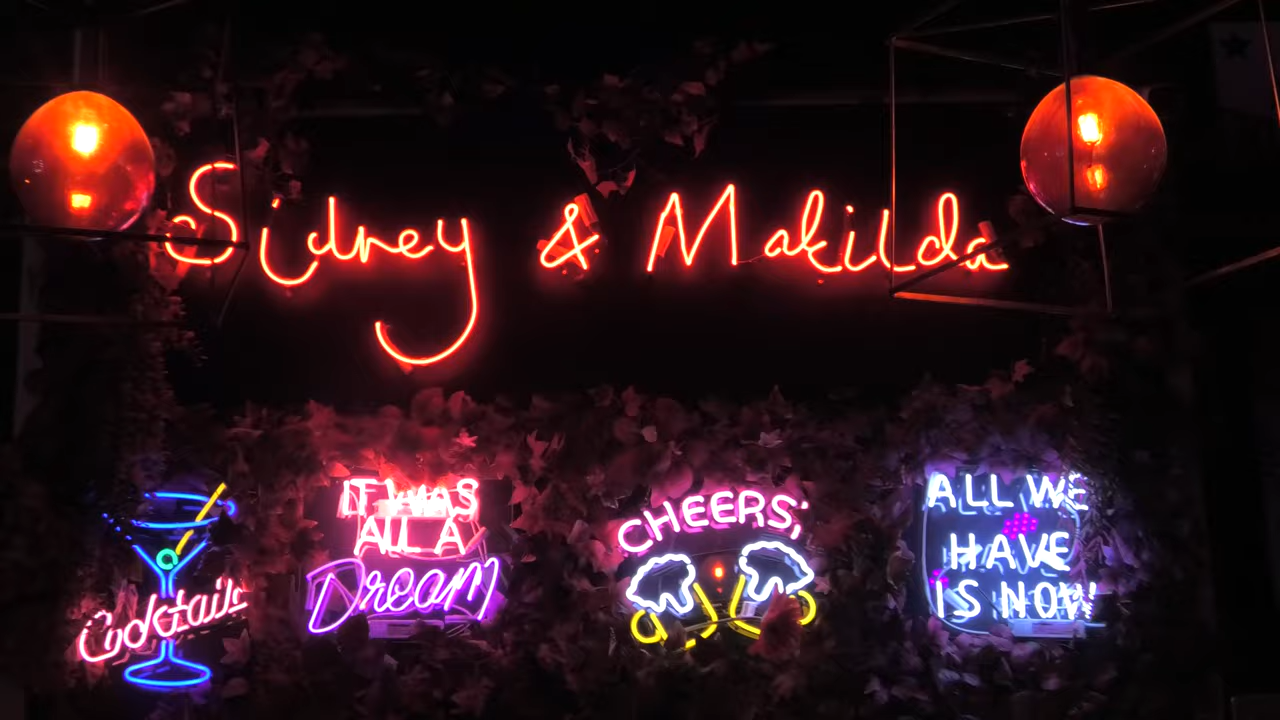 Sidney & Matilda
Cocktails
IT WAS
ALL A
Dream
CHEERS!
ALL WE
HAVE
IS NOW